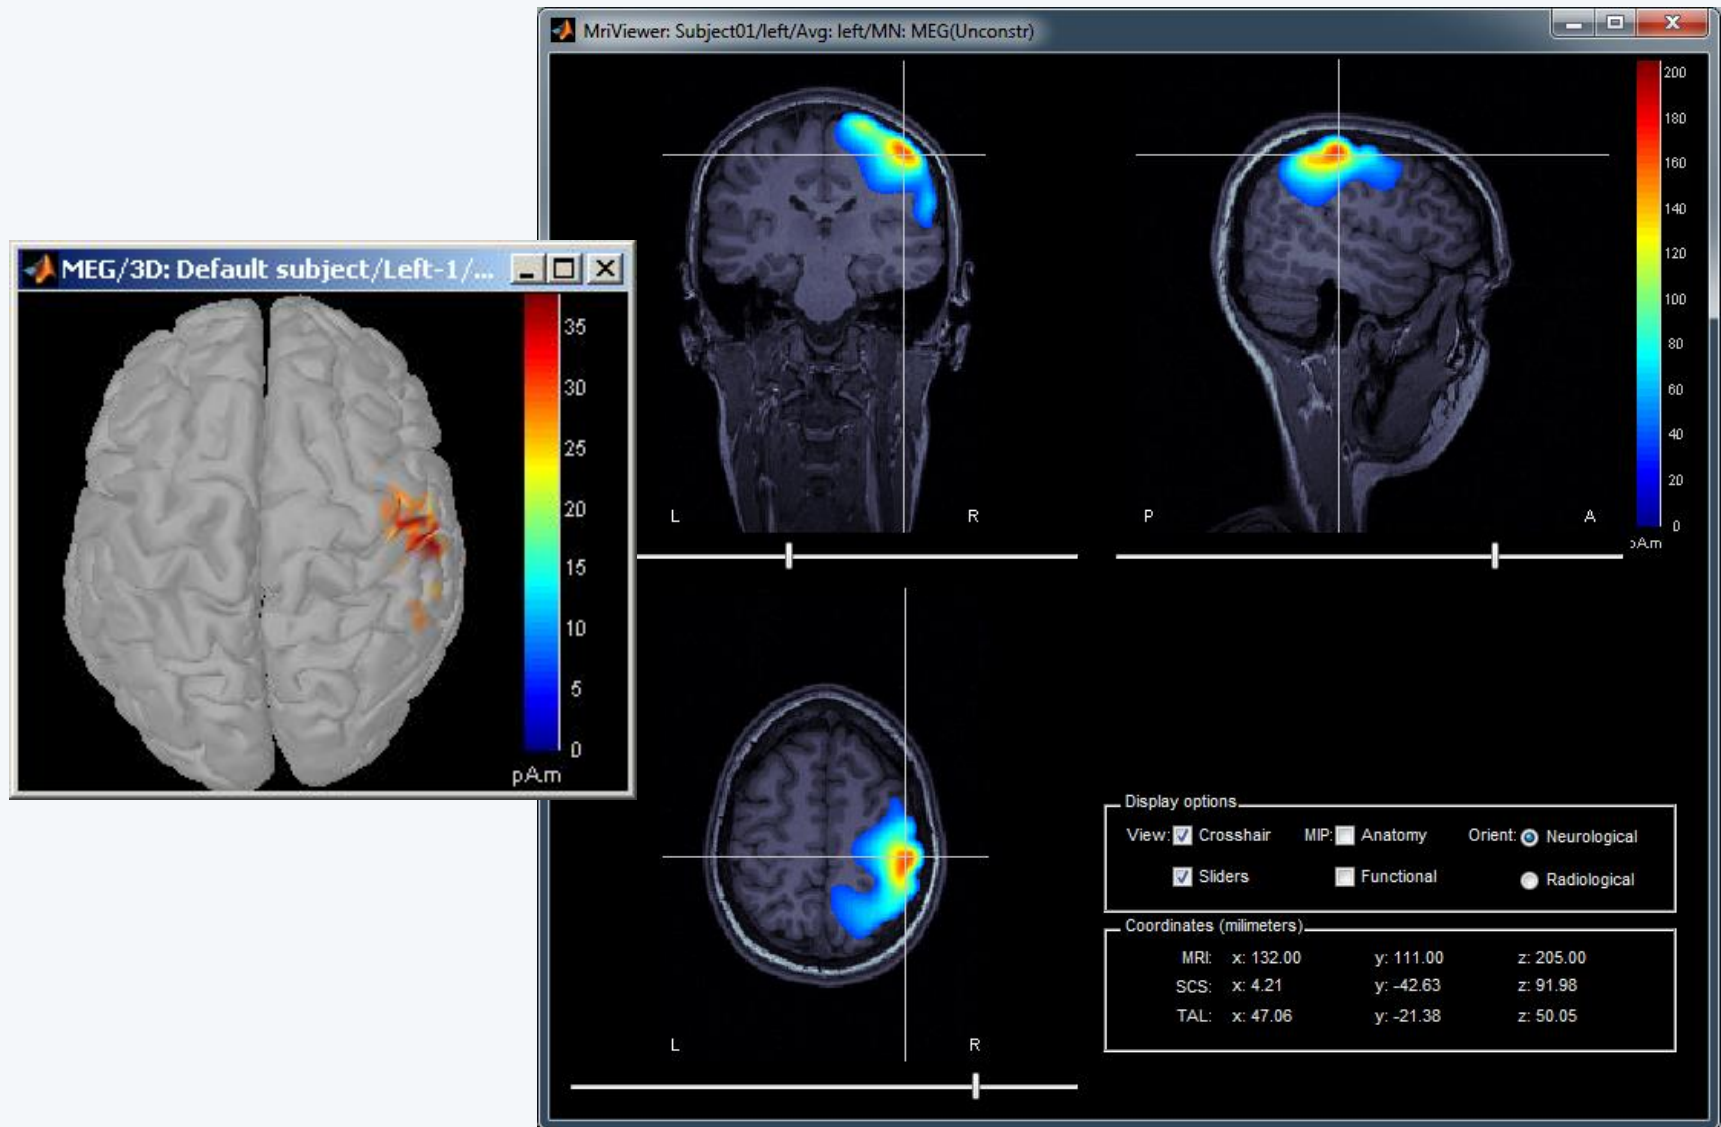 MriViewer: Subject01/left/Avg: left/MN: MEG(Unconstr)
L
R
P
A
200
180
160
140
120
100
80
60
40
20
0
MEG/3D: Default subject/Left-1/...
35
30
25
20
15
10
5
0
pA.m
L
R
Display options
View: Crosshair MIP: Anatomy Orient: Neurological
Sliders Functional Radiological
Coordinates (milimeters)
MRI: x: 132.00 y: 111.00 z: 205.00
SCS: x: 4.21 y: -42.63 z: 91.98
TAL: x: 47.06 y: -21.38 z: 50.05